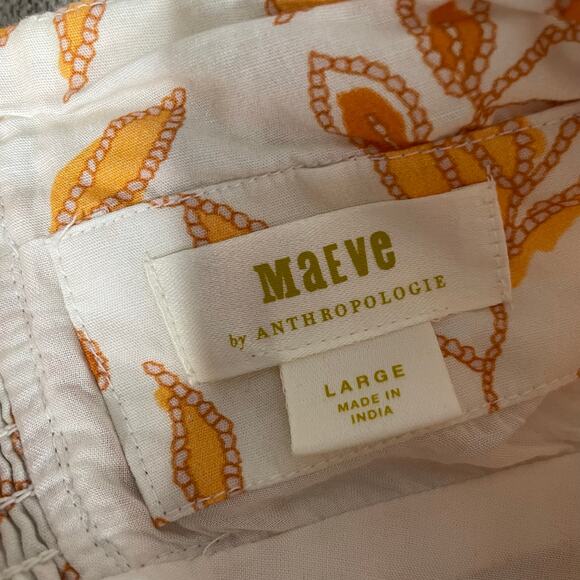 MaEVe
by ANTHROPOLOGIE
LARGE
MADE IN
INDIA